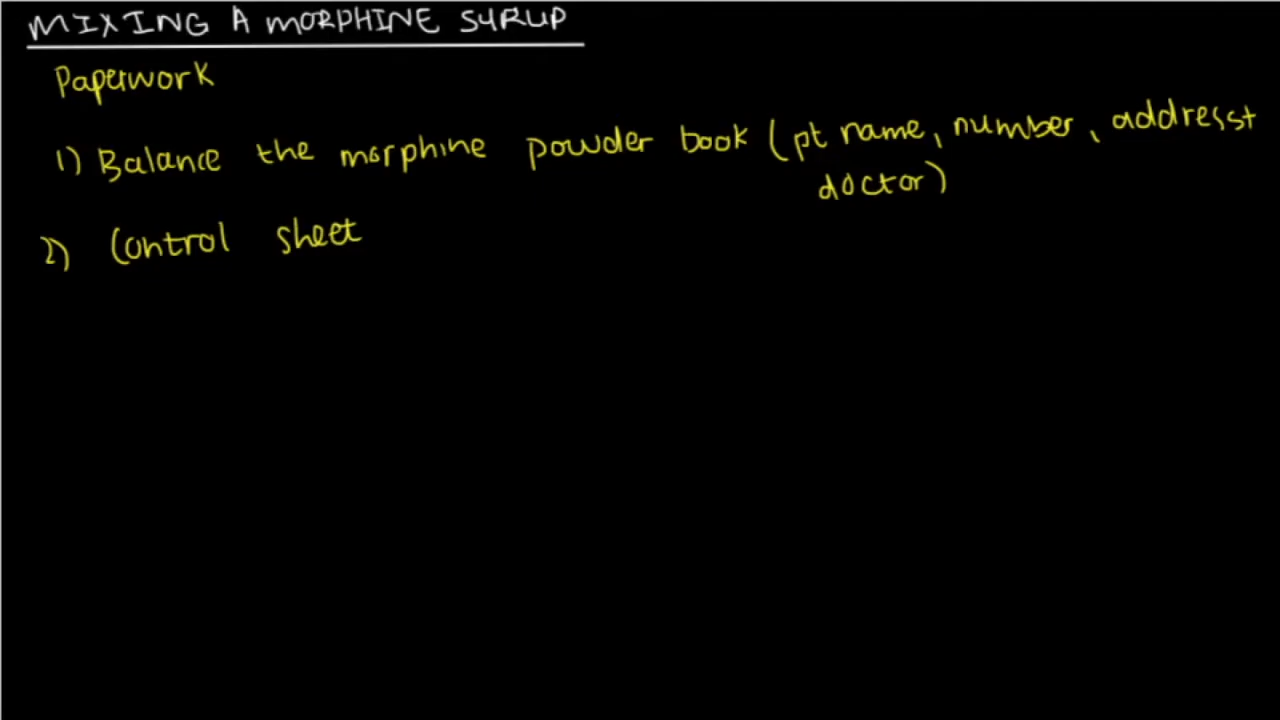 MIXING A MORPHINE SYRUP
Paperwork
1) Balance the morphine powder book (pt name, number, address+
doctor)
2) Control sheet